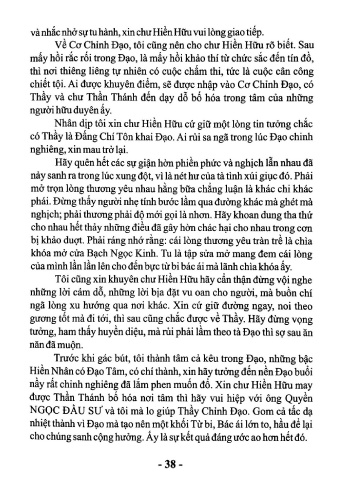 và nhắc nhở sự tu hành, xin chư Hiền Hữu vui lòng giao tiếp.
Về Cơ Chính Đạo, tôi cũng nên cho chư Hiền Hữu rõ biết. Sau
mấy hồi rắc rối trong Đạo, là mấy hồi khảo thí từ chức sắc đến tín đồ,
thì nơi thiêng liêng tự nhiên có cuộc chấm thi, tức là cuộc cân công
chiết tội. Ai được khuyên điểm, sẽ được nhập vào Cơ Chính Đạo, có
Thầy và chư Thần Thánh đến dạy dỗ bố hóa trong tâm của những
người hữu duyên ấy.
Nhân dịp tôi xin chư Hiền Hữu cứ giữ một lòng tin tưởng chắc
có Thầy là Đấng Chí Tôn khai Đạo. Ai rủi sa ngã trong lúc Đạo chinh
nghiêng, xin mau trở lại.
Hãy quên hết các sự giận hờn phiền phức và nghịch lẫn nhau đã
nảy sanh ra trong lúc xung đột, vì là nét hư của tà tinh xúi giục đó. Phải
mở trọn lòng thương yêu nhau hằng bữa chẳng luận là khác chi khác
phái. Đừng thấy người nhẹ tính bước lầm qua đường khác mà ghét mà
nghịch; phải thương phải độ mới gọi là nhơn. Hãy khoan dung tha thứ
cho nhau hết thảy những điều đã gây hờn chác hại cho nhau trong cơn
bị khảo duợt. Phải ráng nhớ rằng: cái lòng thương yêu tràn trề là chìa
khóa mở cửa Bạch Ngọc Kinh. Tu là tập sửa mở mang đem cái lòng
của mình lần lần lên cho đến bực từ bi bác ái mà lãnh chìa khóa ấy.
Tôi cũng xin khuyên chư Hiền Hữu hãy cẩn thận đừng vội nghe
những lời cám dỗ, những lời bịa đặt vu oan cho người, mà buồn chí
ngã lòng xu hướng qua nơi khác. Xin cứ giữ đường ngay, noi theo
gương tốt mà đi tới, thì sau cũng chắc được về Thầy. Hãy đừng vọng
tưởng, ham thấy huyền diệu, mà rủi phải lầm theo tà Đạo thì sợ sau ăn
năn đã muộn.
Trước khi gác bút, tôi thành tâm cả kêu trong Đạo, những bậc
Hiền Nhân có Đạo Tâm, có chí thành, xin hãy tưởng đến nền Đạo buổi
nầy rất chinh nghiêng đã lắm phen muốn đổ. Xin chư Hiền Hữu may
được Thần Thánh bố hóa nơi tâm thì hãy vui hiệp với ông Quyền
NGỌC ĐẦU SƯ và tôi mà lo giúp Thầy Chính Đạo. Gom cả tấc dạ
nhiệt thành vì Đạo mà tạo nên một khối Từ bi, Bác ái lớn to, hầu để lại
cho chúng sanh cộng hưởng. Ấy là sự kết quả đáng ước ao hơn hết đó.
- 38 -